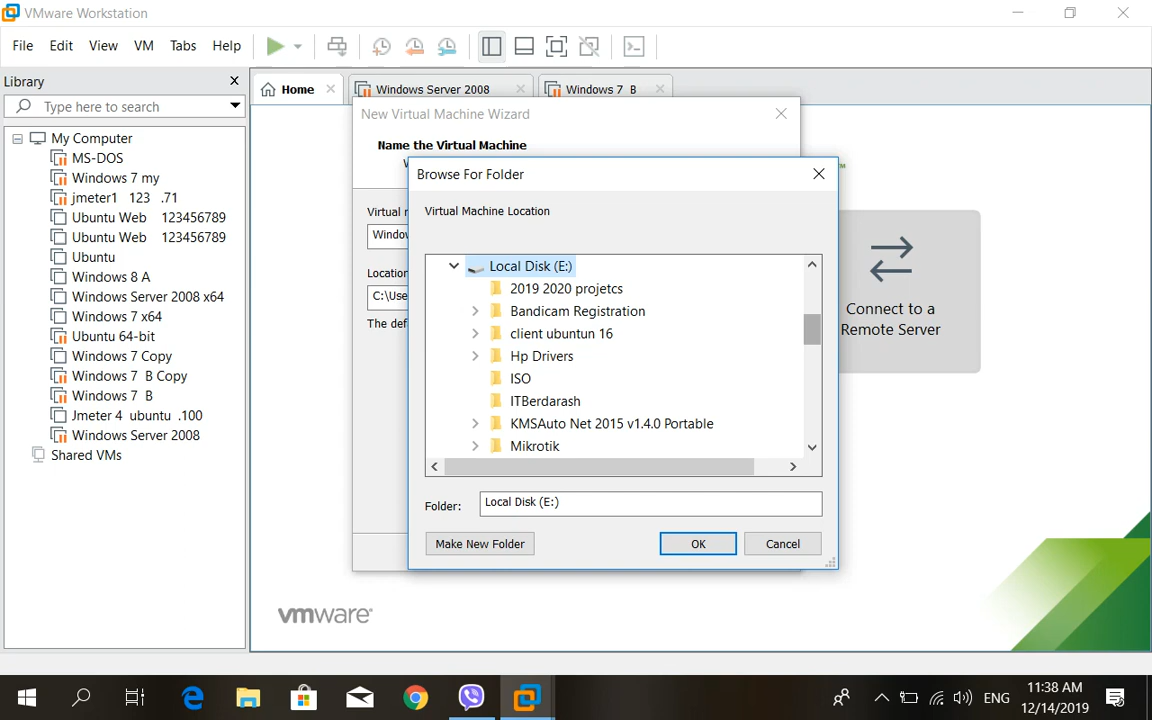 VMware Workstation
File Edit View VM Tabs Help
Library
Type here to search
My Computer
MS-DOS
Windows 7 my
jmeter1 123 .71
Ubuntu Web 123456789
Ubuntu Web 123456789
Ubuntu
Windows 8 A
Windows Server 2008 x64
Windows 7 x64
Ubuntu 64-bit
Windows 7 Copy
Windows 7 B Copy
Windows 7 B
Jmeter 4 ubuntu .100
Windows Server 2008
Shared VMs
Home Windows Server 2008 Windows 7 B
New Virtual Machine Wizard
Name the Virtual Machine
Virtual
Windo
Location
C:\Use
The def
Browse For Folder
Virtual Machine Location
Local Disk (E:)
2019 2020 projetcs
Bandicam Registration
client ubuntun 16
Hp Drivers
ISO
ITBerdarash
KMSAuto Net 2015 v1.4.0 Portable
Mikrotik
Folder: Local Disk (E:)
Make New Folder OK Cancel
TM
Connect to a
Remote Server
vmware®
ENG
11:38 AM
12/14/2019